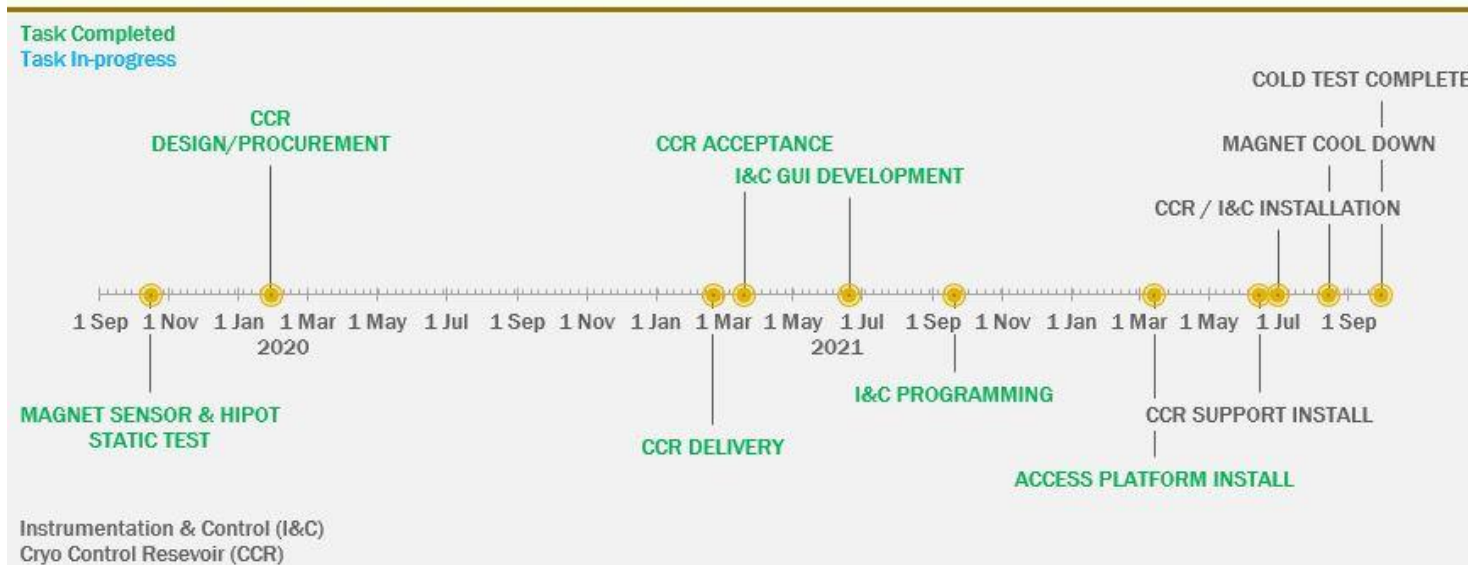 Task Completed
Task In-progress
COLD TEST COMPLETE
CCR
DESIGN/PROCUREMENT
CCR ACCEPTANCE
MAGNET COOL DOWN
I&C GUI DEVELOPMENT
CCR / I&C INSTALLATION
1 Sep 1 Nov 1 Jan 1 Mar 1 May 1 Jul 1 Sep 1 Nov 1 Jan 1 Mar 1 May 1 Jul 1 Sep 1 Nov 1 Jan 1 Mar 1 May 1 Jul 1 Sep
2020 2021
I&C PROGRAMMING
MAGNET SENSOR & HIPOT
STATIC TEST
CCR SUPPORT INSTALL
CCR DELIVERY
ACCESS PLATFORM INSTALL
Instrumentation & Control (I&C)
Cryo Control Resevoir (CCR)